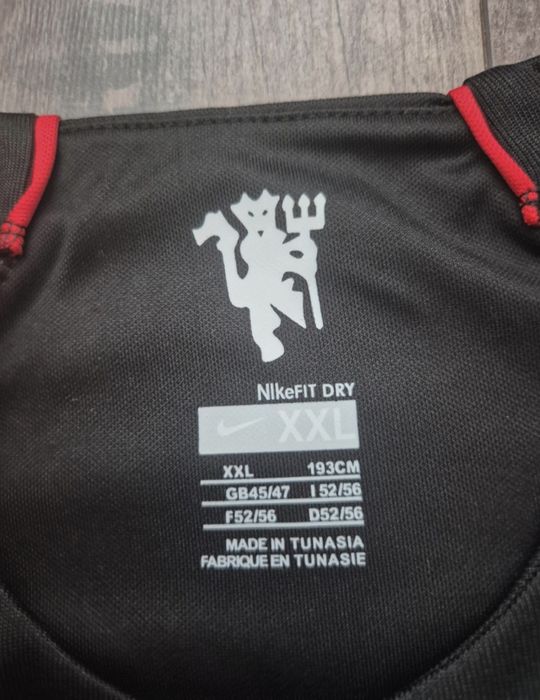 NIkeFIT DRY
XXL
XXL 193CM
GB45/47 I 52/56
F52/56 D52/56
MADE IN TUNASIA
FABRIQUE EN TUNASIE